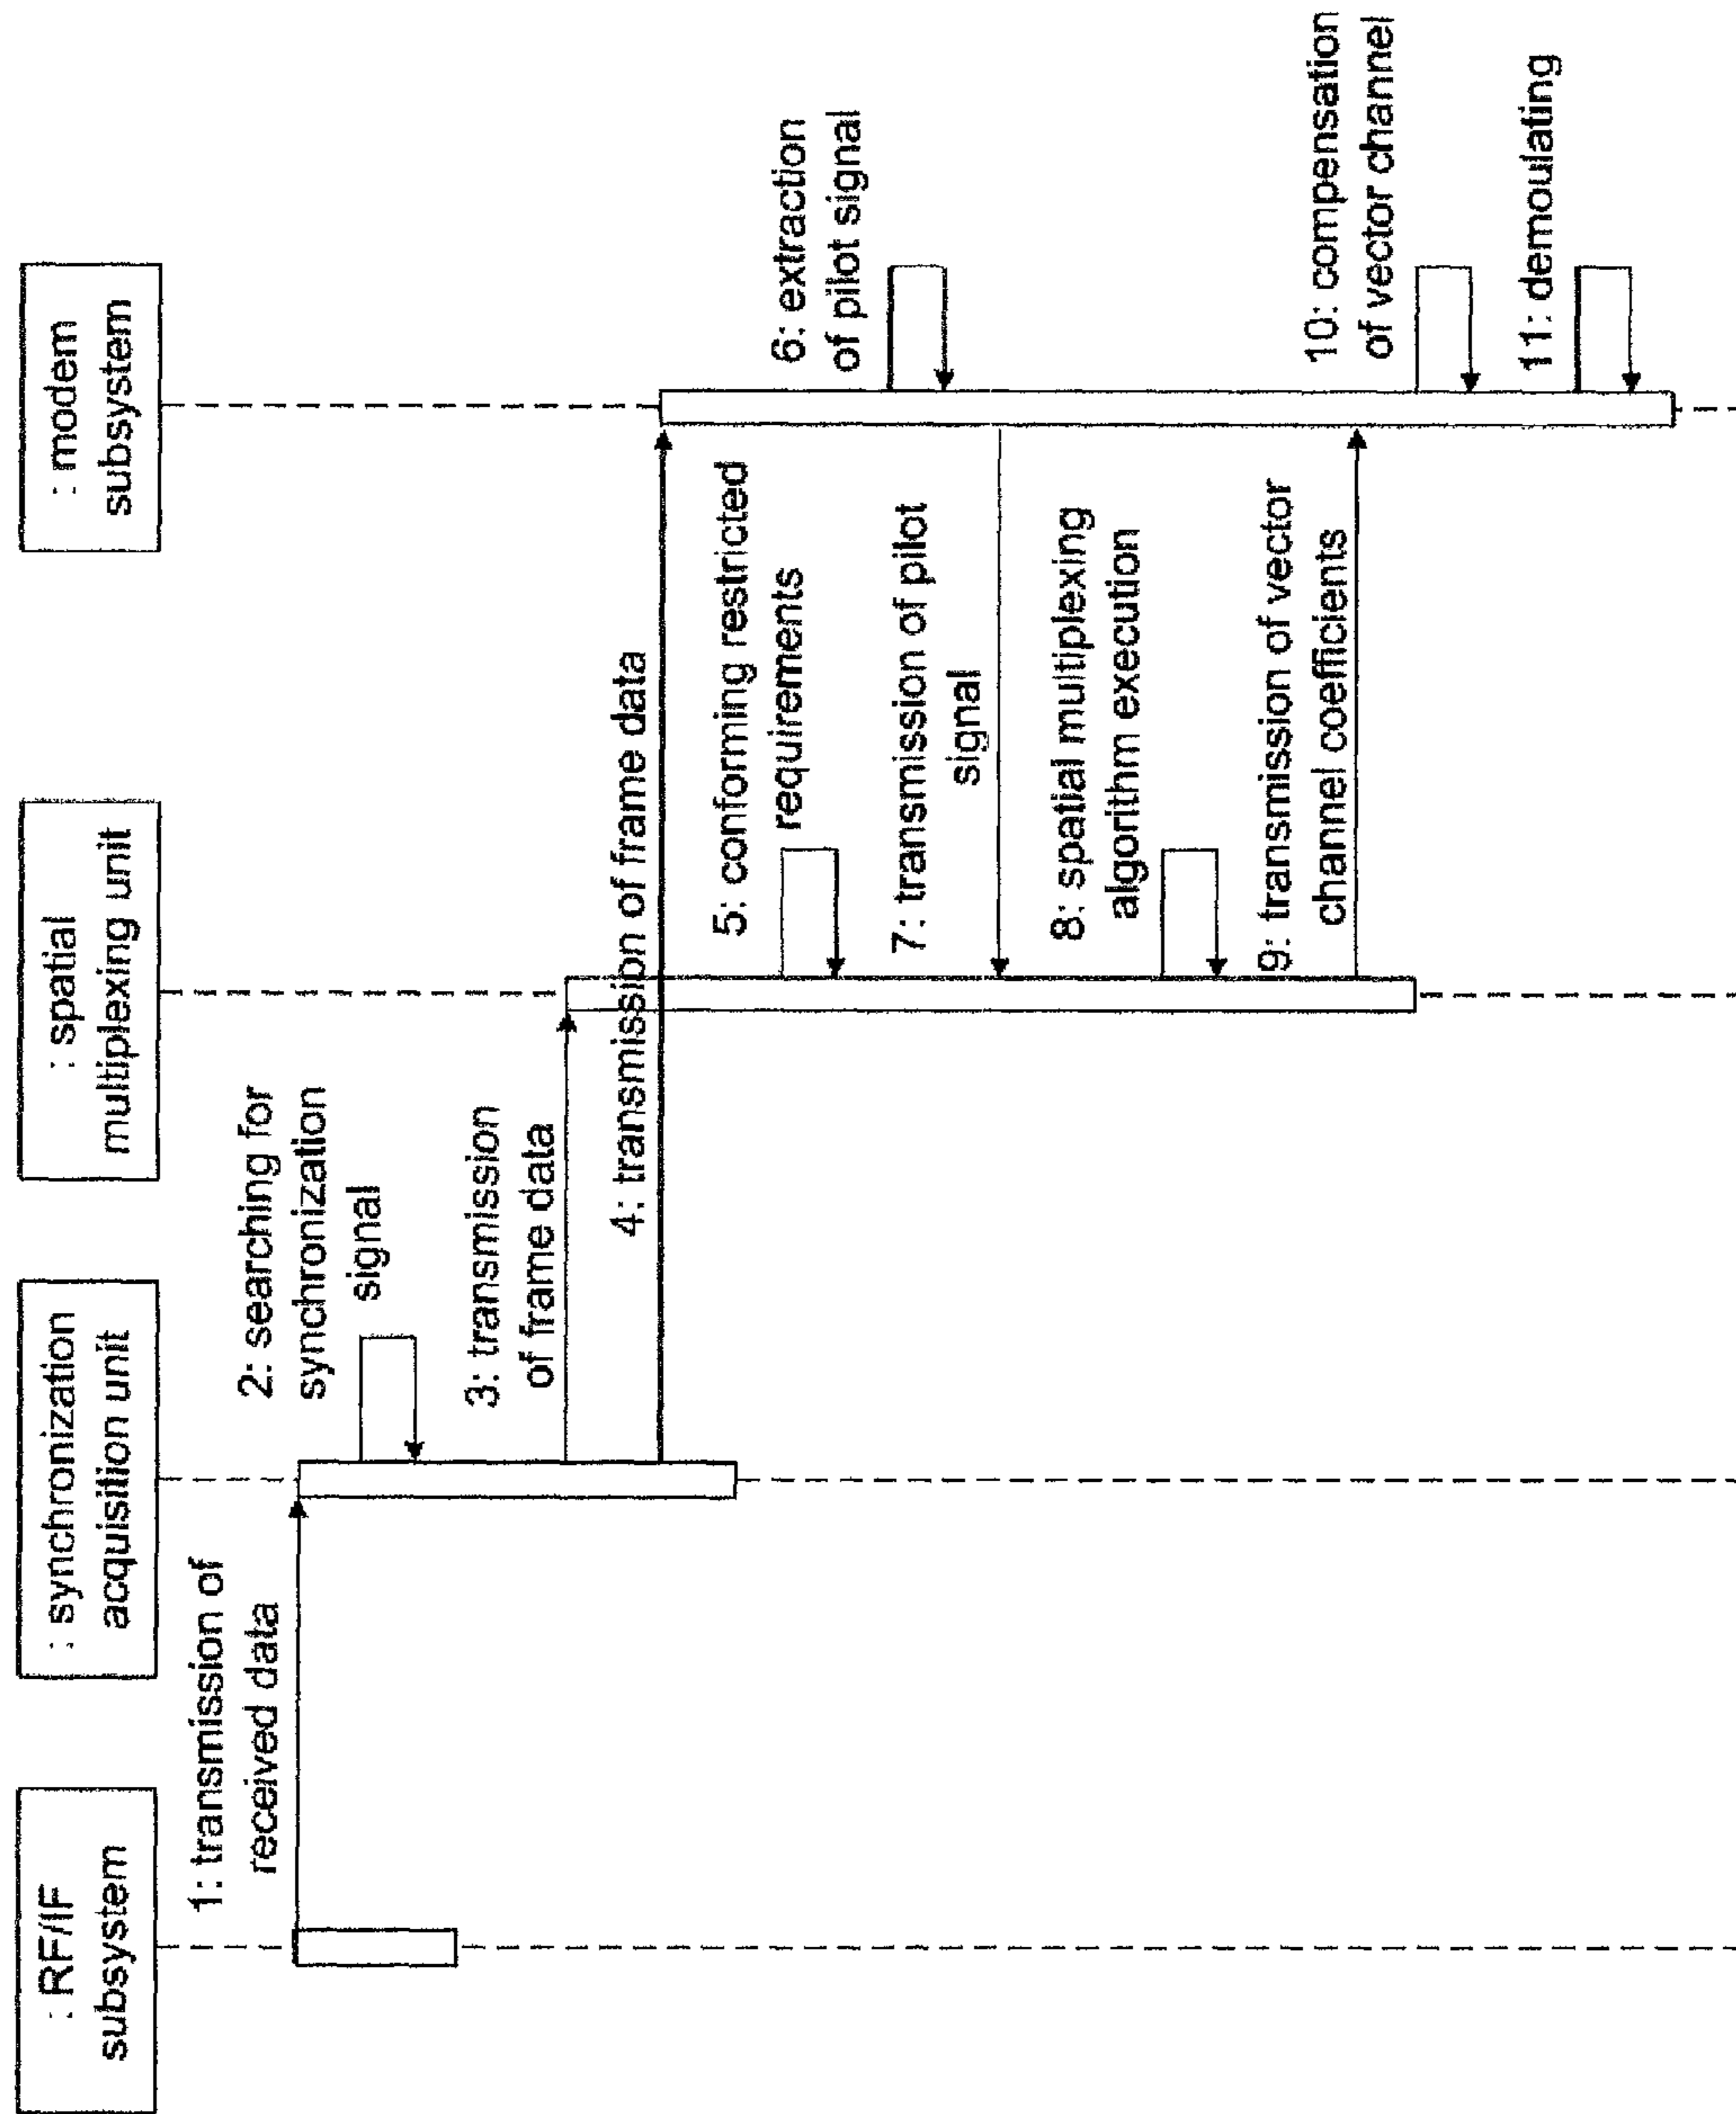 : RF/IF
subsystem
: synchronization
acquisition unit
: spatial
multiplexing unit
: modem
subsystem
1: transmission of
received data
2: searching for
synchronization
signal
3: transmission
of frame data
4: transmission of frame data
5: conforming restricted
requirements
6: extraction
of pilot signal
7: transmission of pilot
signal
8: spatial multiplexing
algorithm execution
9: transmission of vector
channel coefficients
10: compensation
of vector channel
11: demoulating